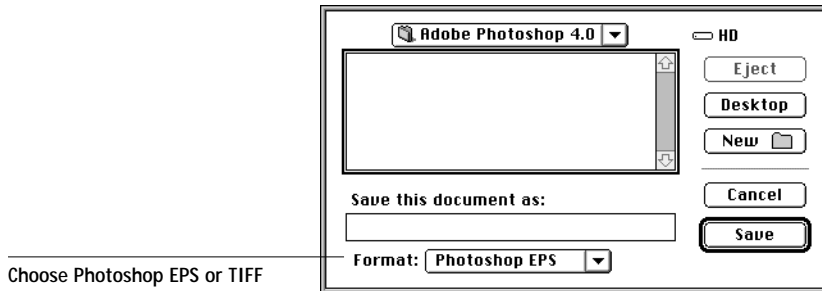 Adobe Photoshop 4.0
HD
Eject
Desktop
New
Save this document as:
Cancel
Save
Format: Photoshop EPS
Choose Photoshop EPS or TIFF